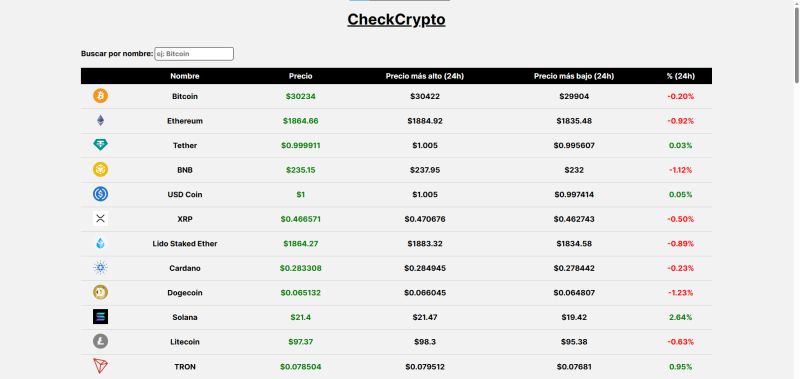 CheckCrypto
Buscar por nombre: ej: Bitcoin
Nombre Precio Precio más alto (24h) Precio más bajo (24h) % (24h)
Bitcoin $30234 $30422 $29904 -0.20%
Ethereum $1864.66 $1884.92 $1835.48 -0.92%
Tether $0.999911 $1.005 $0.995607 0.03%
BNB $235.15 $237.95 $232 -1.12%
USD Coin $1 $1.005 $0.997414 0.05%
XRP $0.466571 $0.470676 $0.462743 -0.50%
Lido Staked Ether $1864.27 $1883.32 $1834.58 -0.89%
Cardano $0.283308 $0.284945 $0.278442 -0.23%
Dogecoin $0.065132 $0.066045 $0.064807 -1.23%
Solana $21.4 $21.47 $19.42 2.64%
Litecoin $97.37 $98.3 $95.38 -0.63%
TRON $0.078504 $0.079512 $0.07681 0.95%